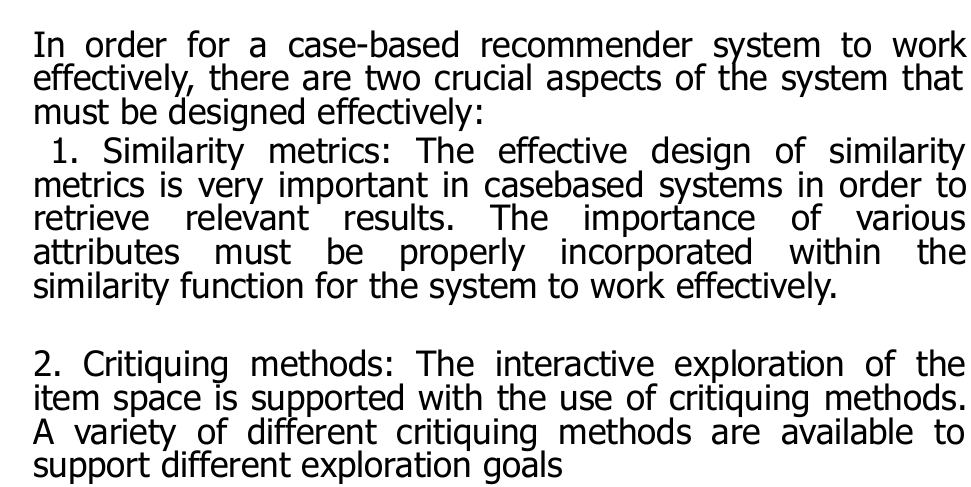 In order for a case-based recommender system to work
effectively, there are two crucial aspects of the system that
must be designed effectively:
1. Similarity metrics: The effective design of similarity
metrics is very important in casebased systems in order to
retrieve relevant results. The importance of various
attributes must be properly incorporated within the
similarity function for the system to work effectively.
2. Critiquing methods: The interactive exploration of the
item space is supported with the use of critiquing methods.
A variety of different critiquing methods are available to
support different exploration goals